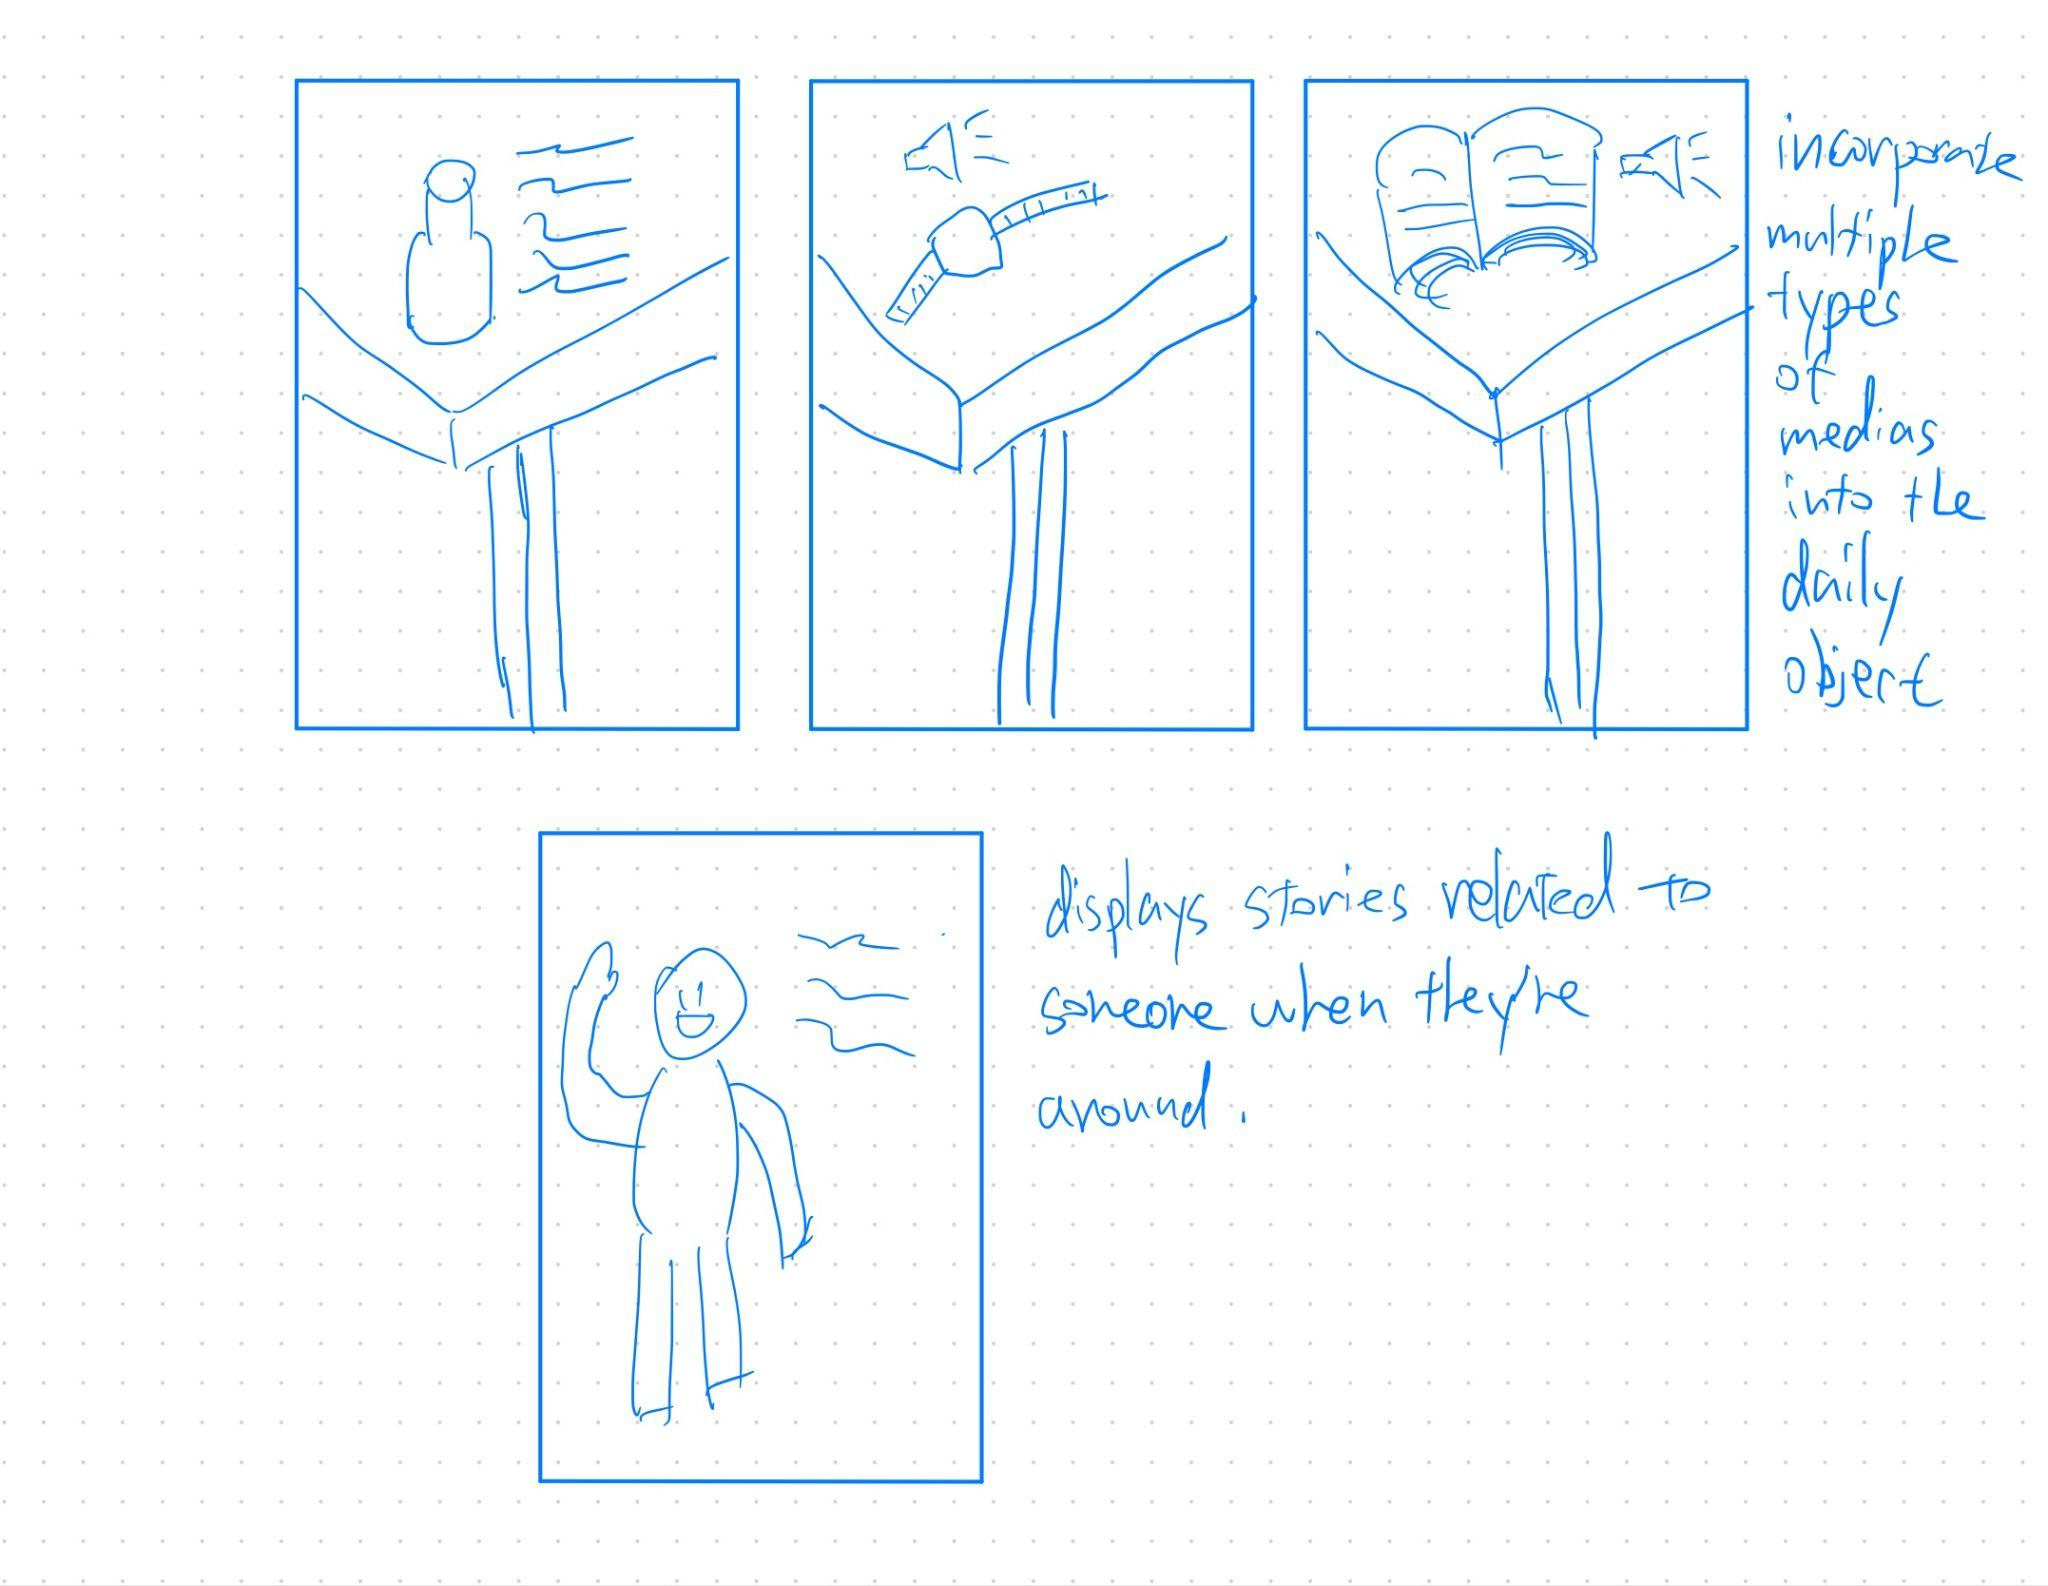 incorporate
multiple
types
of
medias
into the
daily
object
displays stories related to
someone when they're
around.